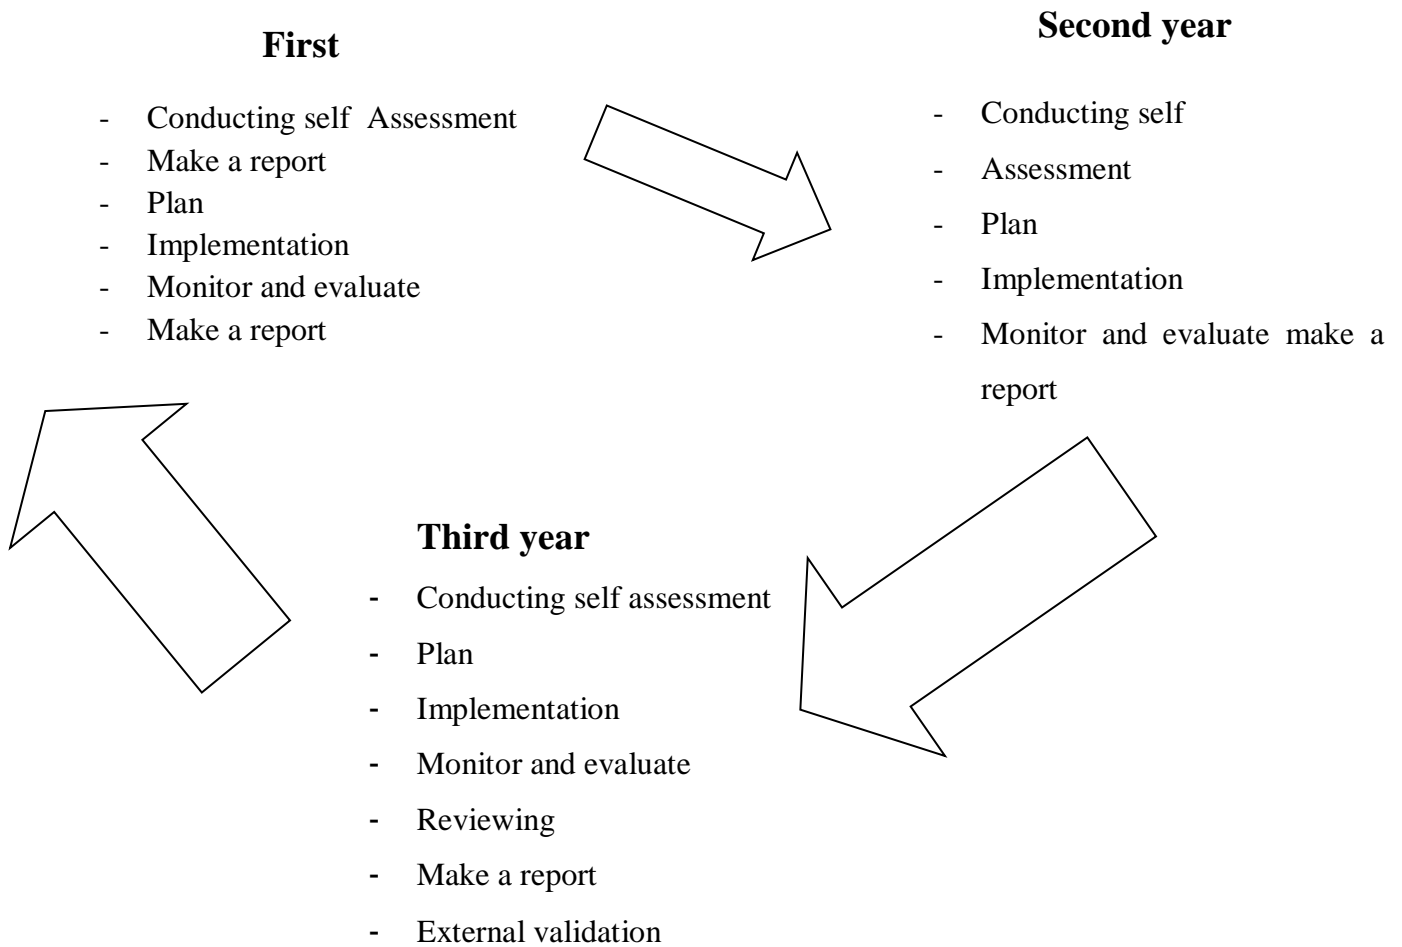 First
- Conducting self  Assessment
- Make a report
- Plan
- Implementation
- Monitor and evaluate
- Make a report
Second year
- Conducting self
- Assessment
- Plan
- Implementation
- Monitor and evaluate make a
report
Third year
- Conducting self assessment
- Plan
- Implementation
- Monitor and evaluate
- Reviewing
- Make a report
- External validation